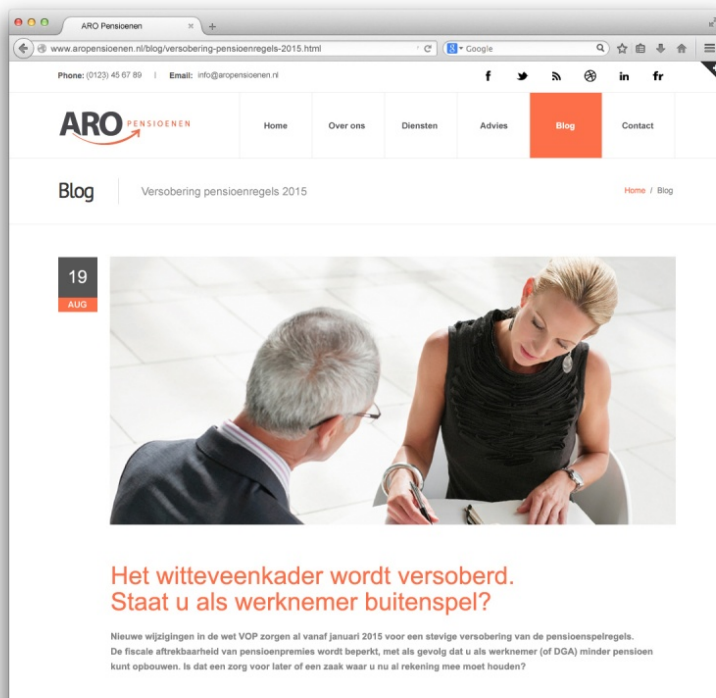 ARO Pensioenen
www.aropensioenen.nl/blog/versobering-pensioenregels-2015.html
Google
Phone: (0123) 45 67 89 | Email: info@aropensioenen.nl
ARO PENSIOENEN
Home
Over ons
Diensten
Advies
Blog
Contact
Blog
Versobering pensioenregels 2015
Home / Blog
19
AUG
Het witteveenkader wordt versoberd.
Staat u als werknemer buitenspel?
Nieuwe wijzigingen in de wet VOP zorgen al vanaf januari 2015 voor een stevige versobering van de pensioenspelregels.
De fiscale aftrekbaarheid van pensioenpremies wordt beperkt, met als gevolg dat u als werknemer (of DGA) minder pensioen
kunt opbouwen. Is dat een zorg voor later of een zaak waar u nu al rekening mee moet houden?